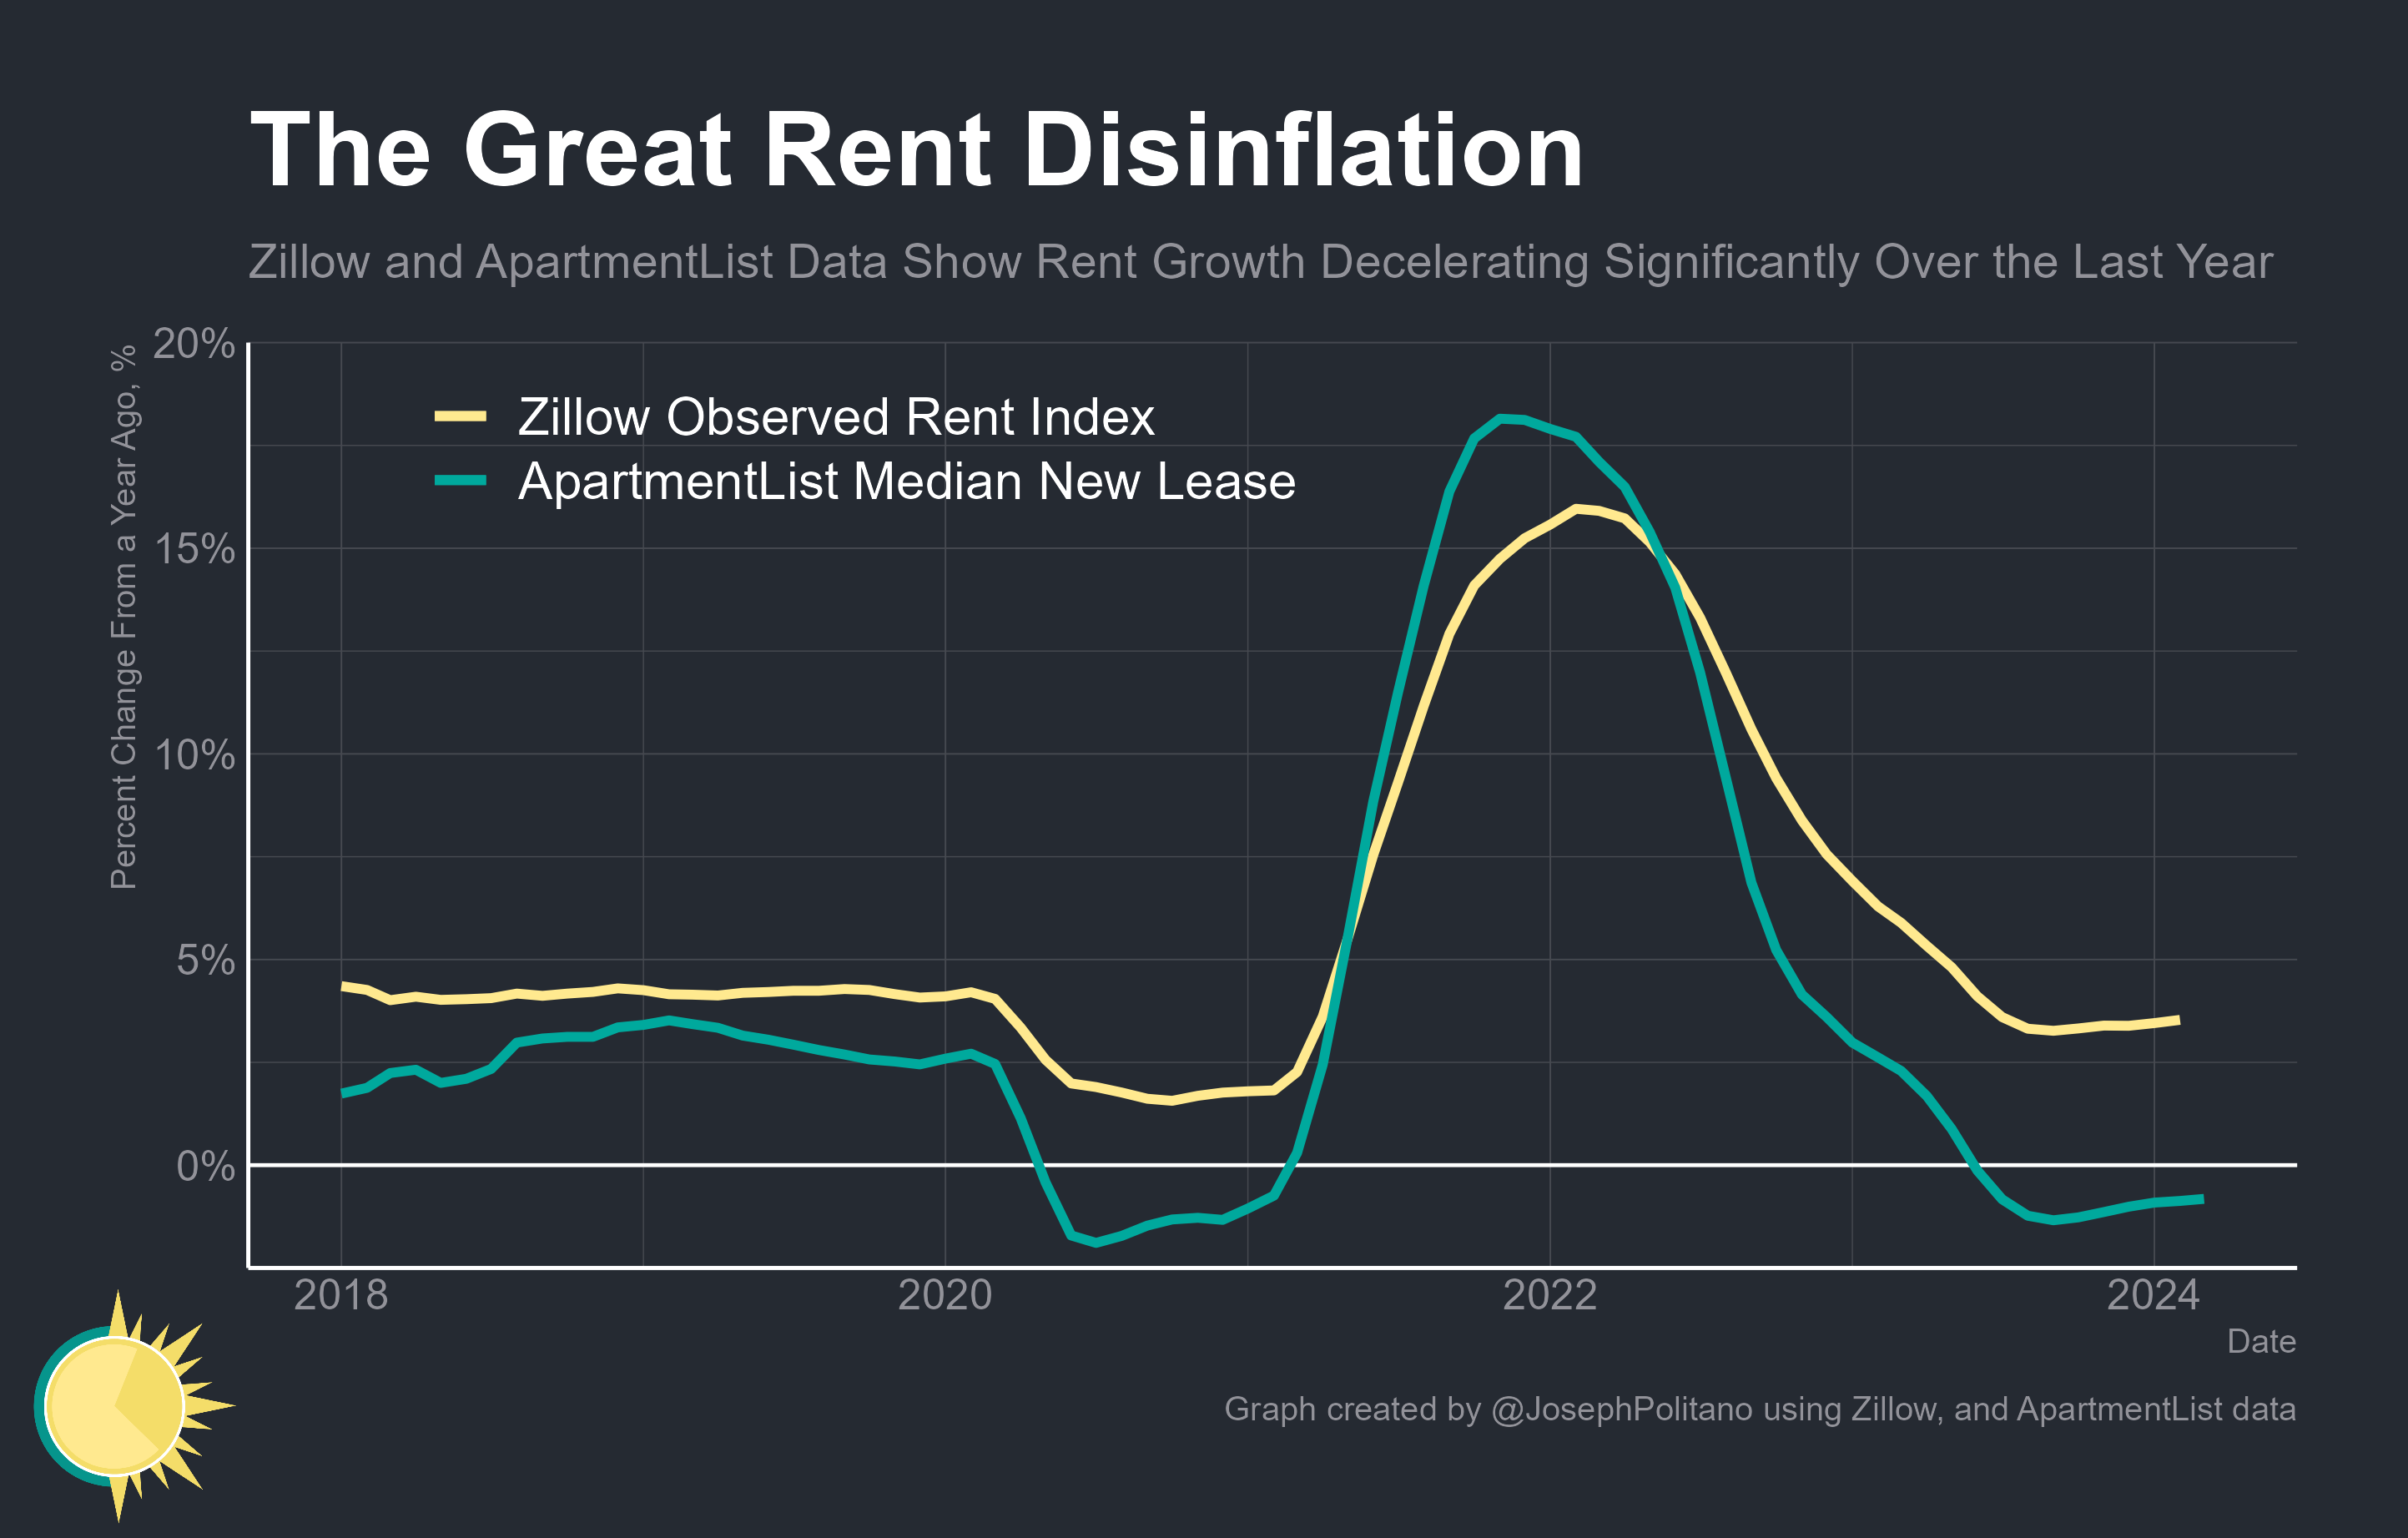 The Great Rent Disinflation
Zillow and ApartmentList Data Show Rent Growth Decelerating Significantly Over the Last Year
Percent Change From a Year Ago, %
20%
15%
10%
5%
0%
Zillow Observed Rent Index
ApartmentList Median New Lease
2018
2020
2022
2024
Date
Graph created by @JosephPolitano using Zillow, and ApartmentList data